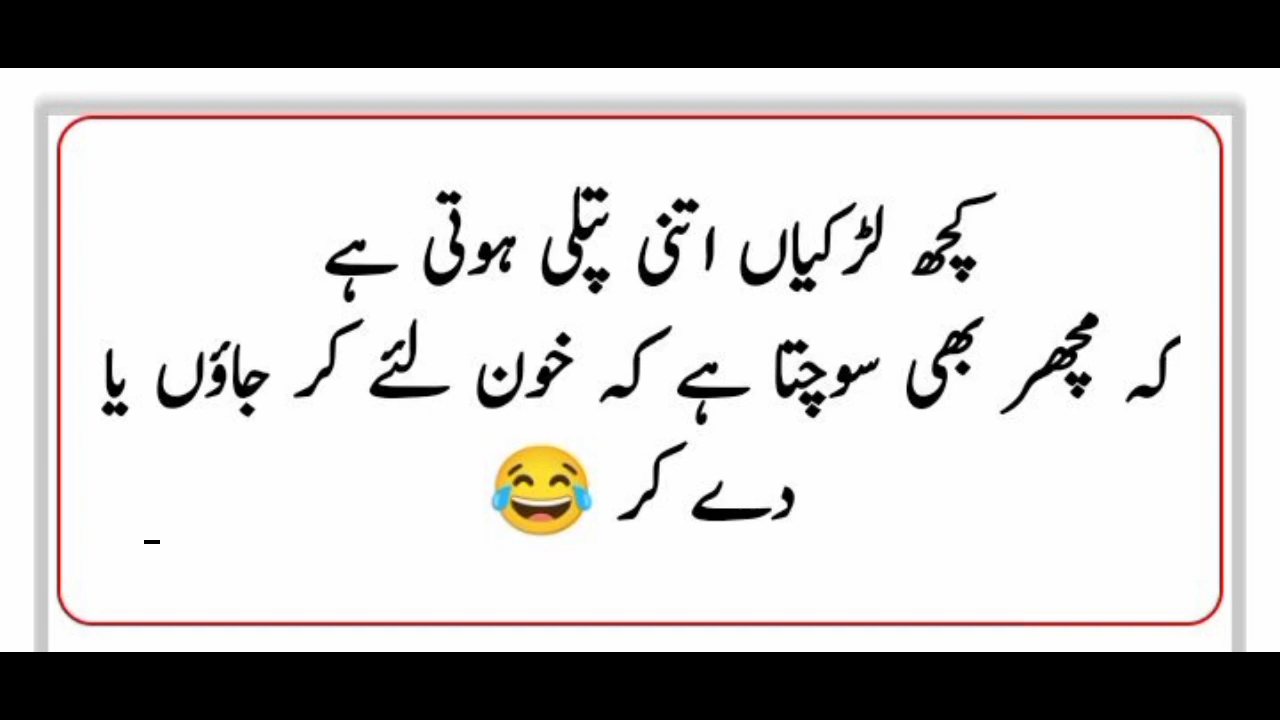 کچھ لڑکیاں اتنی پتلی ہوتی ہے
کہ مچھر بھی سوچتا ہے کہ خون لئے کر جاؤں یا
دے کر 😂